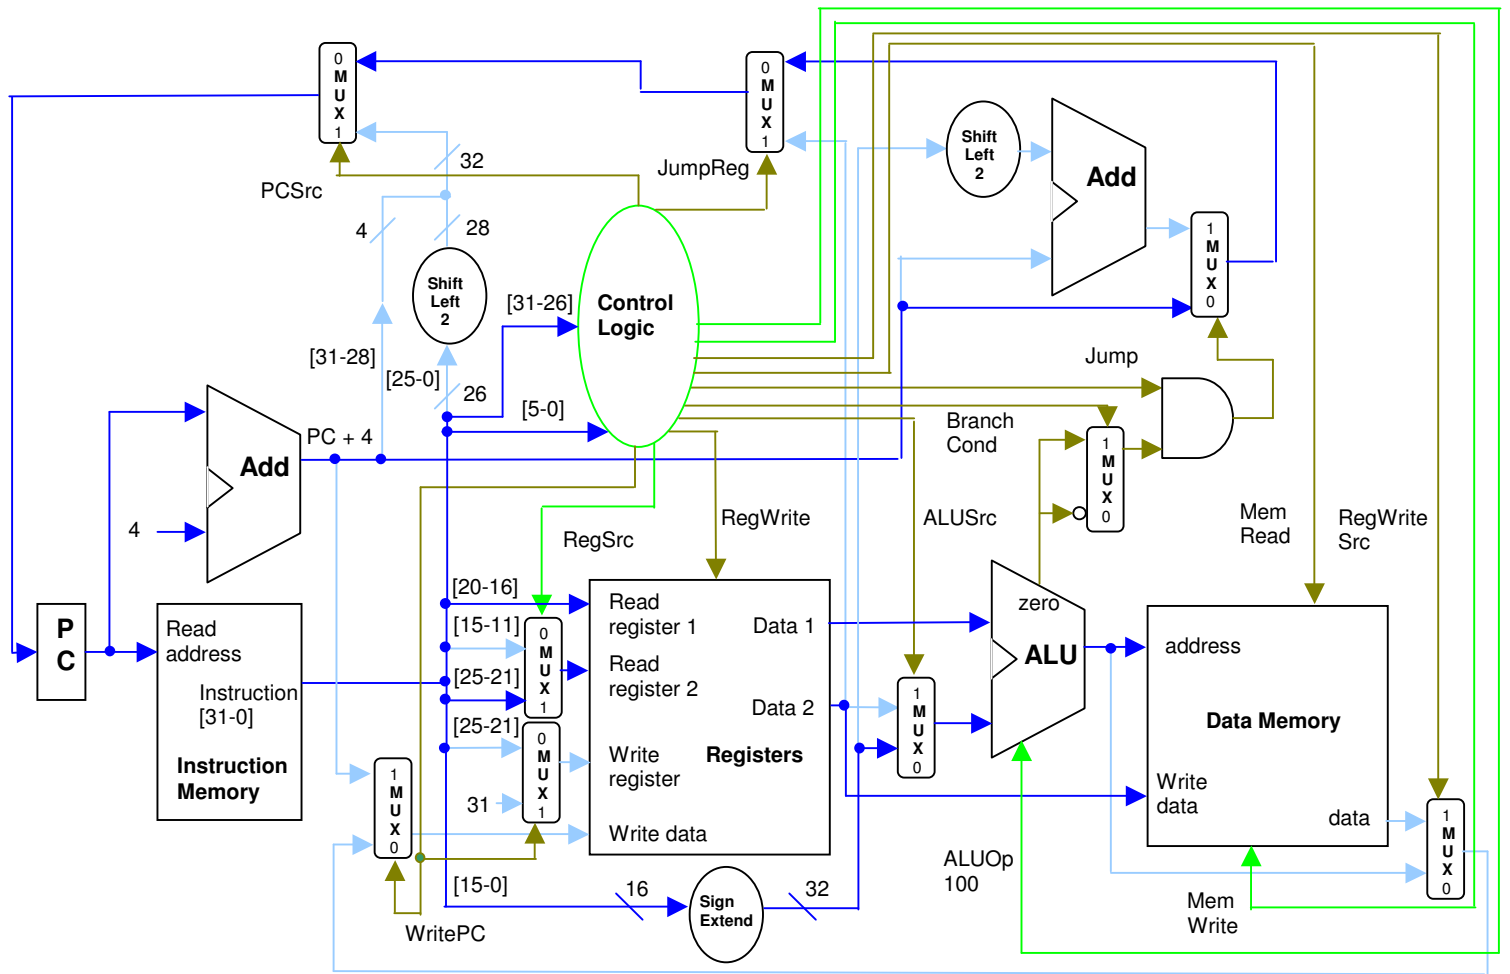 0
M
U
X
1
0
M
U
X
1
32
PCSrc
JumpReg
Shift
Left
2
Add
4
28
1
M
U
X
0
Shift
Left
2
[31-26]
Control
Logic
[31-28]
[25-0]
26
Jump
[5-0]
Branch
Cond
PC + 4
Add
1
M
U
X
0
4
RegSrc
RegWrite
ALUSrc
Mem
Read
RegWrite
Src
P
C
Read
address
Instruction
[31-0]
Instruction
Memory
[20-16]
[15-11]
[25-21]
[25-21]
31
0
M
U
X
1
0
M
U
X
1
Read
register 1
Read
register 2
Write
register
Write data
Data 1
Data 2
Registers
1
M
U
X
0
1
M
U
X
0
zero
ALU
address
Data Memory
Write
data
data
1
M
U
X
0
[15-0]
16
Sign
Extend
32
WritePC
ALUOp
100
Mem
Write